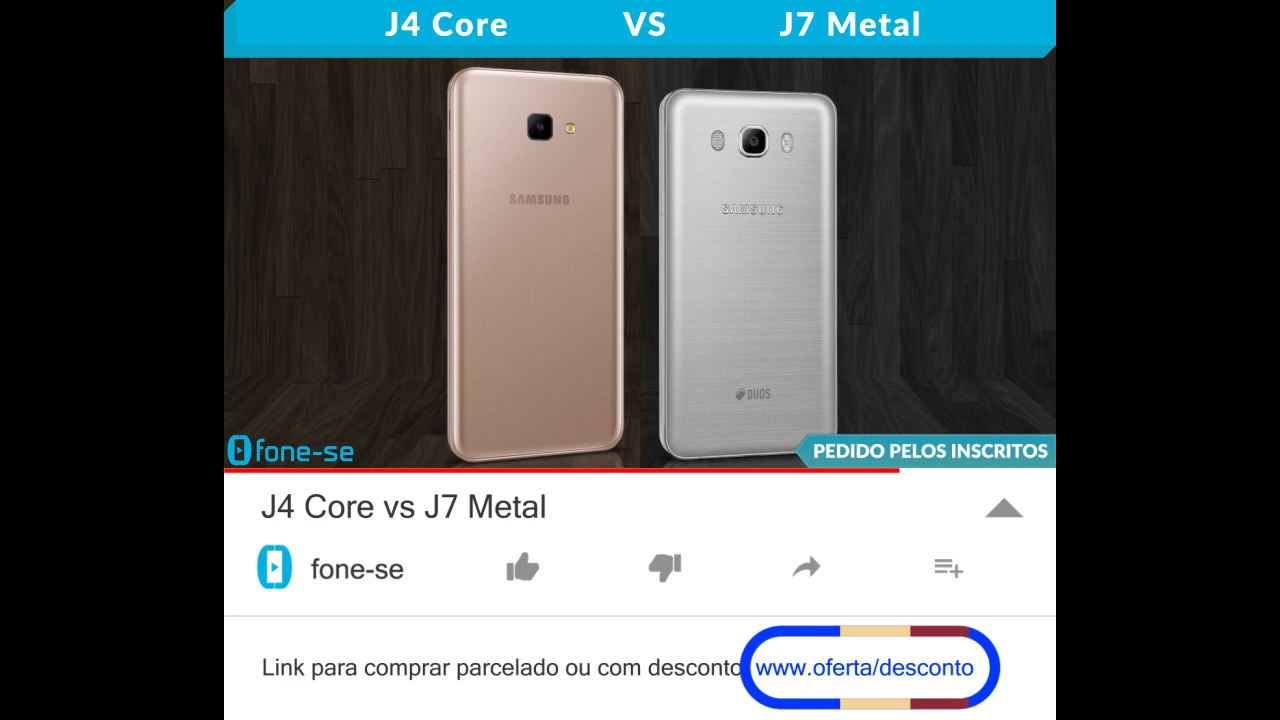 J4 Core VS J7 Metal
SAMSUNG
SAMSUNG
DUOS
fone-se
PEDIDO PELOS INSCRITOS
J4 Core vs J7 Metal
fone-se
Link para comprar parcelado ou com desconto www.oferta/desconto